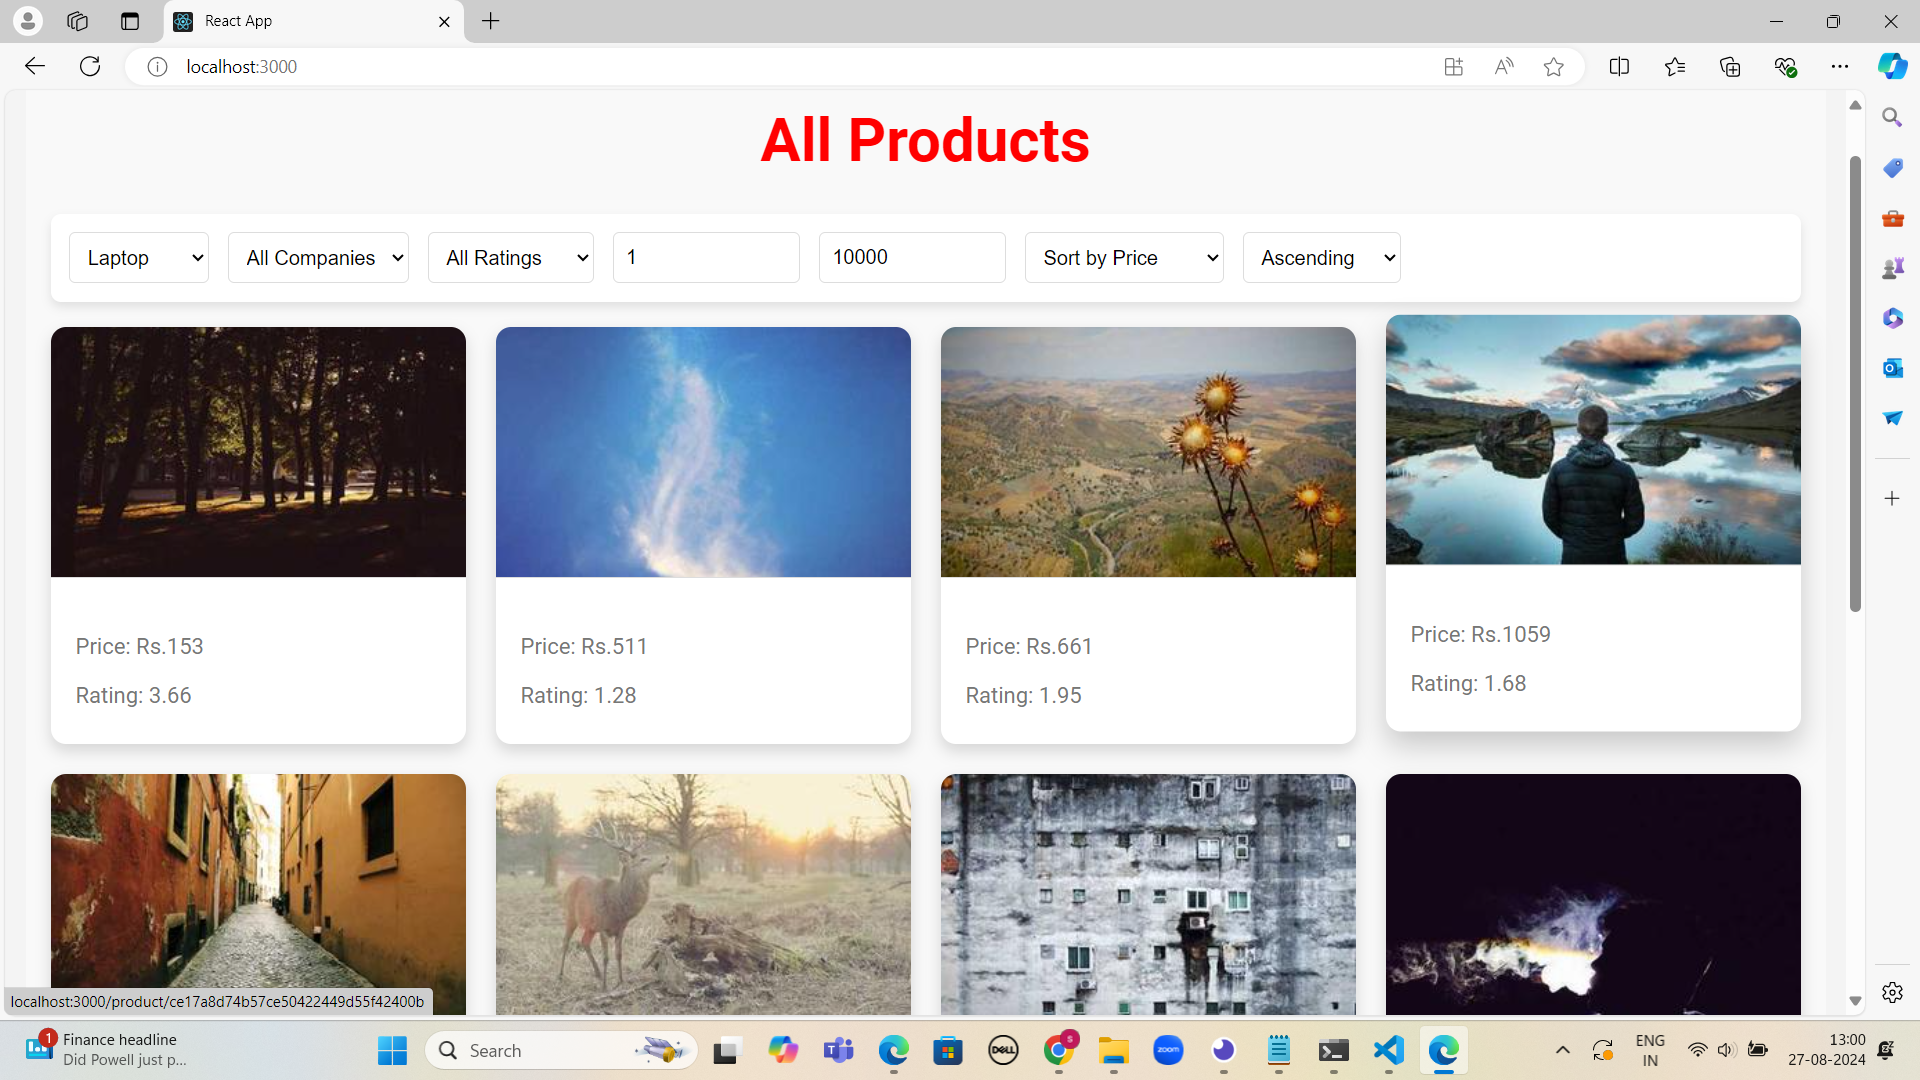 React App
localhost:3000
All Products
Laptop
All Companies
All Ratings
1
10000
Sort by Price
Ascending
Price: Rs.153
Rating: 3.66
Price: Rs.511
Rating: 1.28
Price: Rs.661
Rating: 1.95
Price: Rs.1059
Rating: 1.68
localhost:3000/product/ce17a8d74b57ce50422449d55f42400b
1
Finance headline
Did Powell just p...
Search
DELL
S
zoom
ENG
IN
13:00
27-08-2024